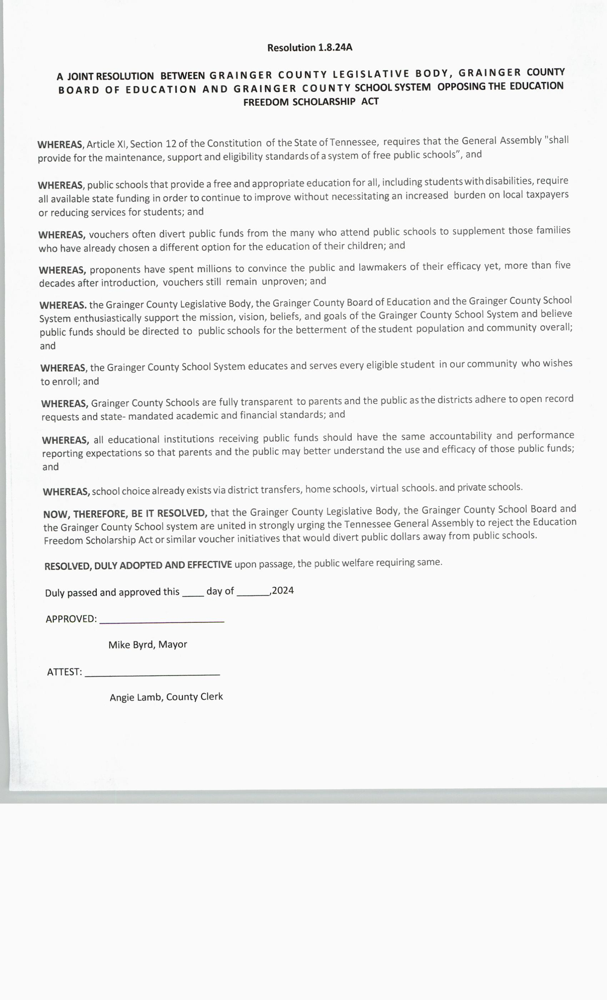 Resolution 1.8.24A
A JOINT RESOLUTION BETWEEN GRAINGER COUNTY LEGISLATIVE BODY, GRAINGER COUNTY
BOARD OF EDUCATION AND GRAINGER COUNTY SCHOOL SYSTEM OPPOSING THE EDUCATION
FREEDOM SCHOLARSHIP ACT
WHEREAS, Article XI, Section 12 of the Constitution of the State of Tennessee, requires that the General Assembly "shall
provide for the maintenance, support and eligibility standards of a system of free public schools”, and
WHEREAS, public schools that provide a free and appropriate education for all, including students with disabilities, require
all available state funding in order to continue to improve without necessitating an increased burden on local taxpayers
or reducing services for students; and
WHEREAS, vouchers often divert public funds from the many who attend public schools to supplement those families
who have already chosen a different option for the education of their children; and
WHEREAS, proponents have spent millions to convince the public and lawmakers of their efficacy yet, more than five
decades after introduction, vouchers still remain unproven; and
WHEREAS. the Grainger County Legislative Body, the Grainger County Board of Education and the Grainger County School
System enthusiastically support the mission, vision, beliefs, and goals of the Grainger County School System and believe
public funds should be directed to public schools for the betterment of the student population and community overall;
and
WHEREAS, the Grainger County School System educates and serves every eligible student in our community who wishes
to enroll; and
WHEREAS, Grainger County Schools are fully transparent to parents and the public as the districts adhere to open record
requests and state- mandated academic and financial standards; and
WHEREAS, all educational institutions receiving public funds should have the same accountability and performance
reporting expectations so that parents and the public may better understand the use and efficacy of those public funds;
and
WHEREAS, school choice already exists via district transfers, home schools, virtual schools. and private schools.
NOW, THEREFORE, BE IT RESOLVED, that the Grainger County Legislative Body, the Grainger County School Board and
the Grainger County School system are united in strongly urging the Tennessee General Assembly to reject the Education
Freedom Scholarship Act or similar voucher initiatives that would divert public dollars away from public schools.
RESOLVED, DULY ADOPTED AND EFFECTIVE upon passage, the public welfare requiring same.
Duly passed and approved this ____ day of ______,2024
APPROVED: ______________________
Mike Byrd, Mayor
ATTEST: ________________________
Angie Lamb, County Clerk